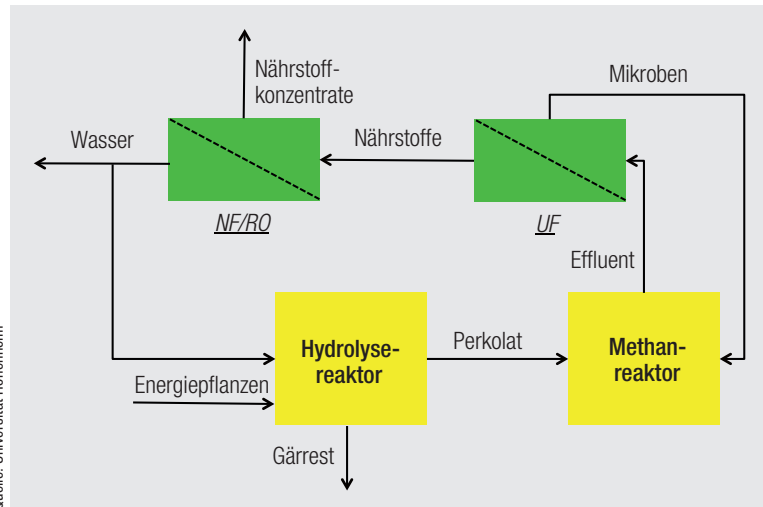 Nährstoff-
konzentrate
Mikroben
Wasser
Nährstoffe
NF/RO
UF
Effluent
Hydrolyse-
reaktor
Perkolat
Methan-
reaktor
Energiepflanzen
Gärrest